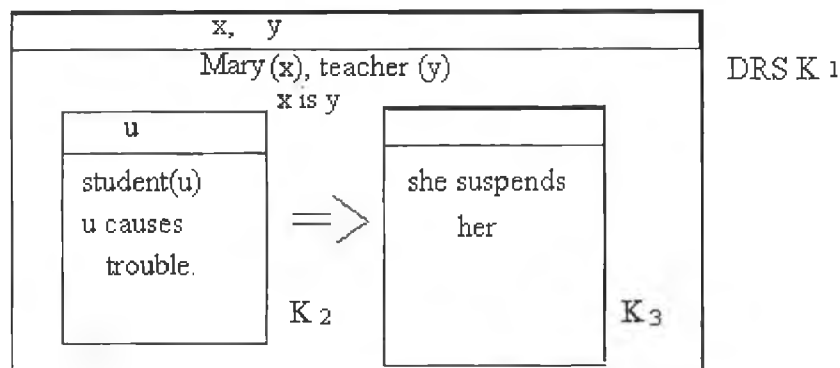 x, y
Mary (x), teacher (y)
DRS K 1
x is y
u
student(u)
u causes
trouble.
she suspends
her
K 2
K 3